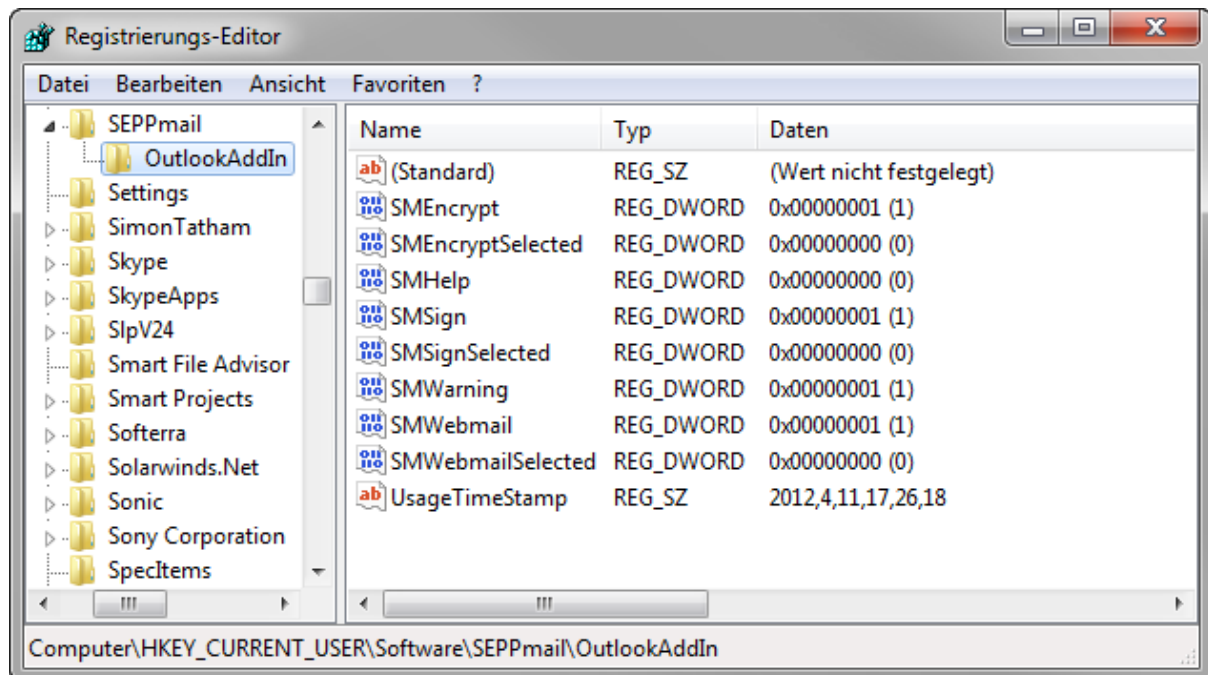 Registrierungs-Editor
Datei Bearbeiten Ansicht Favoriten ?
SEPPmail
OutlookAddIn
Settings
SimonTatham
Skype
SkypeApps
SlpV24
Smart File Advisor
Smart Projects
Softerra
Solarwinds.Net
Sonic
Sony Corporation
SpecItems
Name Typ Daten
(Standard) REG_SZ (Wert nicht festgelegt)
SMEncrypt REG_DWORD 0x00000001 (1)
SMEncryptSelected REG_DWORD 0x00000000 (0)
SMHelp REG_DWORD 0x00000000 (0)
SMSign REG_DWORD 0x00000001 (1)
SMSignSelected REG_DWORD 0x00000000 (0)
SMWarning REG_DWORD 0x00000001 (1)
SMWebmail REG_DWORD 0x00000001 (1)
SMWebmailSelected REG_DWORD 0x00000000 (0)
UsageTimeStamp REG_SZ 2012,4,11,17,26,18
Computer\HKEY_CURRENT_USER\Software\SEPPmail\OutlookAddIn